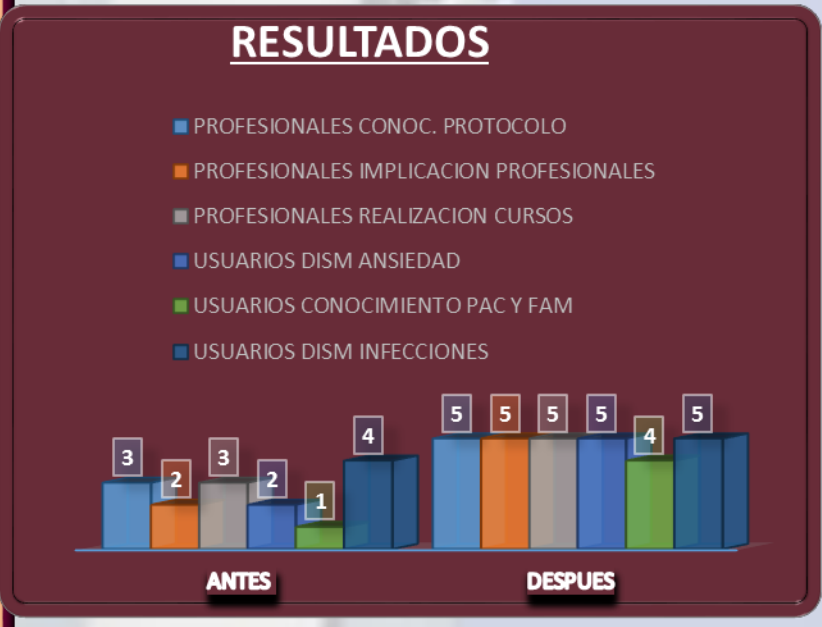 RESULTADOS
PROFESIONALES CONOC. PROTOCOLO
PROFESIONALES IMPLICACION PROFESIONALES
PROFESIONALES REALIZACION CURSOS
USUARIOS DISM ANSIEDAD
USUARIOS CONOCIMIENTO PAC Y FAM
USUARIOS DISM INFECCIONES
3 2 3 2 1 4 5 5 5 5 4 5
ANTES DESPUES